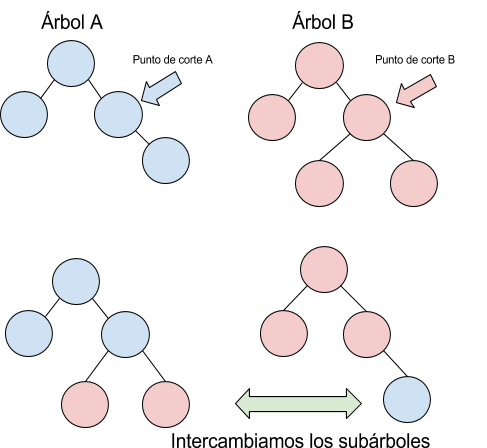 Árbol A
Árbol B
Punto de corte A
Punto de corte B
Intercambiamos los subárboles